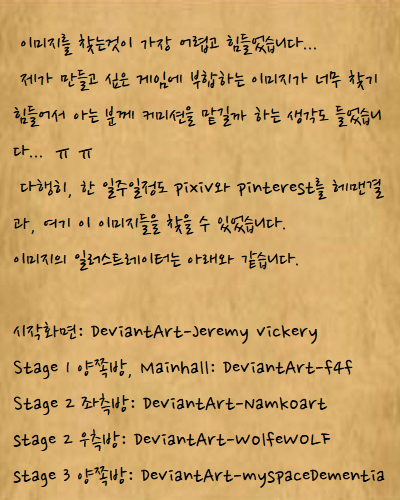 이미지를 찾는것이 가장 어렵고 힘들었습니다...
제가 만들고 싶은 게임에 부합하는 이미지가 너무 찾기
힘들어서 아는 분께 커미션을 맡길까 하는 생각도 들었습니
다... ㅠ ㅠ
다행히, 한 일주일정도 pixiv와 pinterest를 헤맨결
과, 여기 이 이미지들을 찾을 수 있었습니다.
이미지의 일러스트레이터는 아래와 같습니다.
시작화면: DeviantArt-Jeremy vickery
Stage 1 양쪽방, Mainhall: DeviantArt-f4f
Stage 2 좌측방: DeviantArt-Namkoart
Stage 2 우측방: DeviantArt-WolfeWOLF
Stage 3 양쪽방: DeviantArt-myspaceDementia